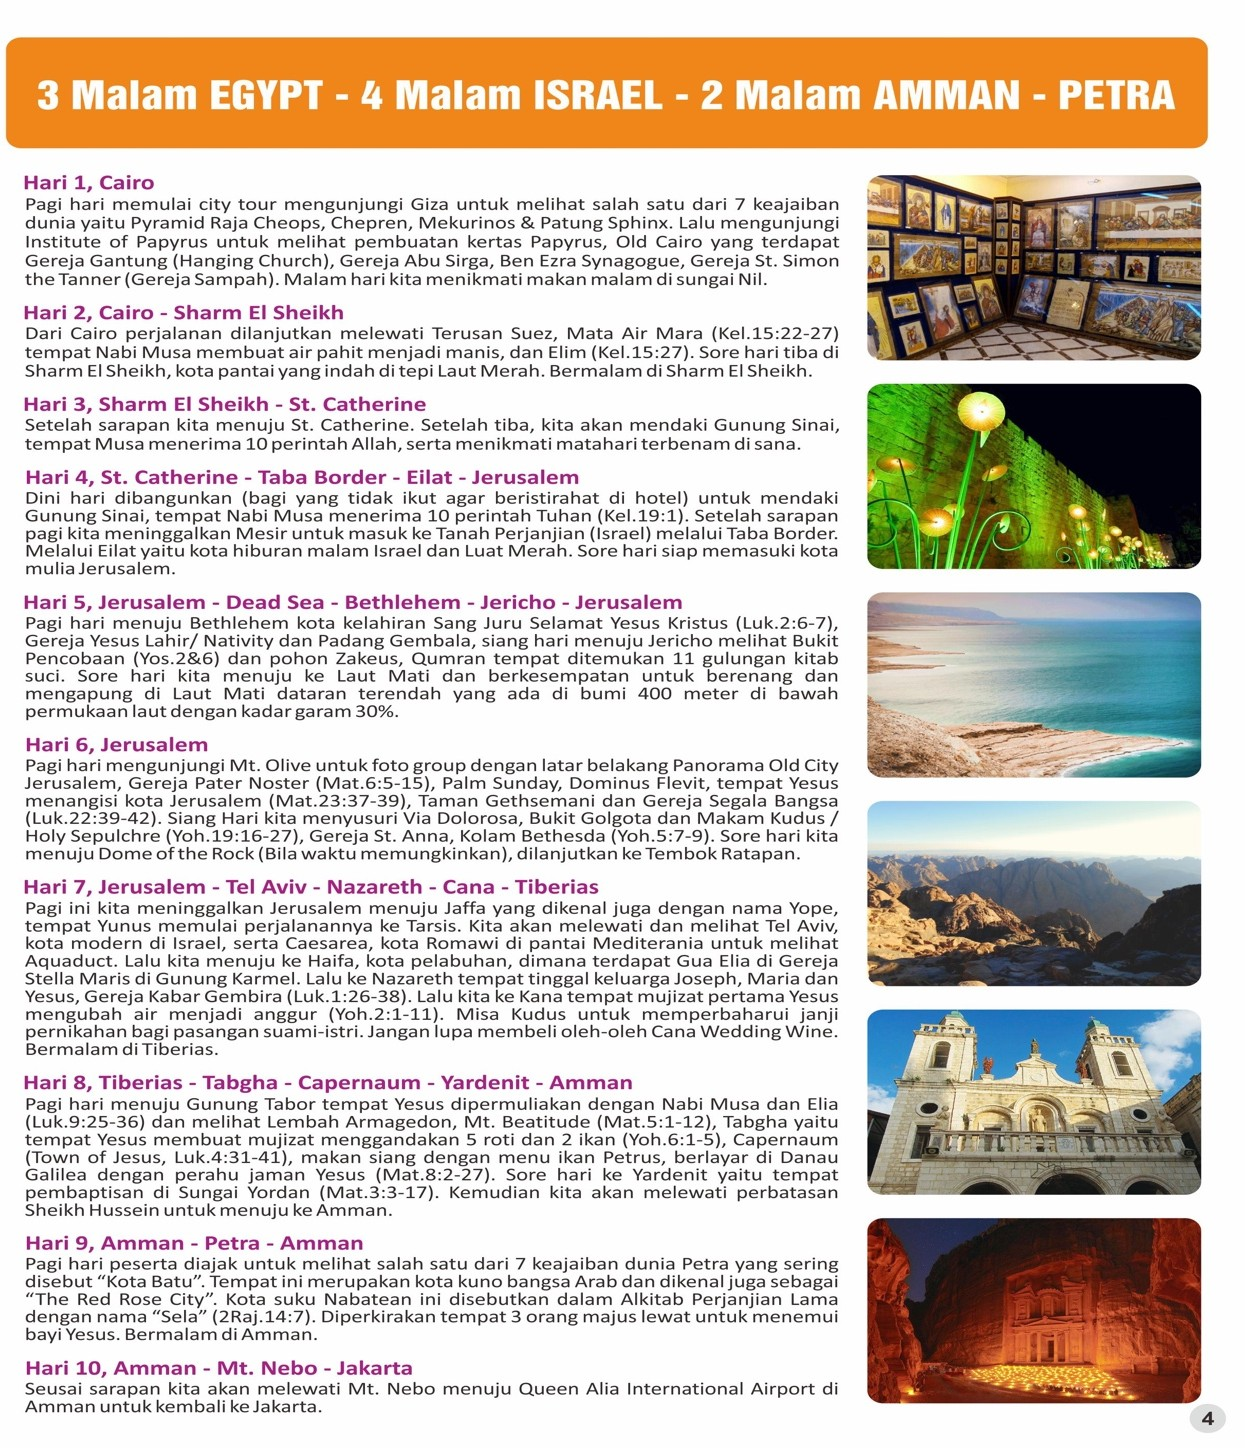 3 Malam EGYPT - 4 Malam ISRAEL - 2 Malam AMMAN - PETRA
Hari 1, Cairo
Pagi hari memulai city tour mengunjungi Giza untuk melihat salah satu dari 7 keajaiban
dunia yaitu Pyramid Raja Cheops, Chepren, Mekurinos & Patung Sphinx. Lalu mengunjungi
Institute of Papyrus untuk melihat pembuatan kertas Papyrus, Old Cairo yang terdapat
Gereja Gantung (Hanging Church), Gereja Abu Sirga, Ben Ezra Synagogue, Gereja St. Simon
the Tanner (Gereja Sampah). Malam hari kita menikmati makan malam di sungai Nil.
Hari 2, Cairo - Sharm El Sheikh
Dari Cairo perjalanan dilanjutkan melewati Terusan Suez, Mata Air Mara (Kel.15:22-27)
tempat Nabi Musa membuat air pahit menjadi manis, dan Elim (Kel.15:27). Sore hari tiba di
Sharm El Sheikh, kota pantai yang indah di tepi Laut Merah. Bermalam di Sharm El Sheikh.
Hari 3, Sharm El Sheikh - St. Catherine
Setelah sarapan kita menuju St. Catherine. Setelah tiba, kita akan mendaki Gunung Sinai,
tempat Musa menerima 10 perintah Allah, serta menikmati matahari terbenam di sana.
Hari 4, St. Catherine - Taba Border - Eilat - Jerusalem
Dini hari dibangunkan (bagi yang tidak ikut agar beristirahat di hotel) untuk mendaki
Gunung Sinai, tempat Nabi Musa menerima 10 perintah Tuhan (Kel.19:1). Setelah sarapan
pagi kita meninggalkan Mesir untuk masuk ke Tanah Perjanjian (Israel) melalui Taba Border.
Melalui Eilat yaitu kota hiburan malam Israel dan Luat Merah. Sore hari siap memasuki kota
mulia Jerusalem.
Hari 5, Jerusalem - Dead Sea - Bethlehem - Jericho - Jerusalem
Pagi hari menuju Bethlehem kota kelahiran Sang Juru Selamat Yesus Kristus (Luk.2:6-7),
Gereja Yesus Lahir/ Nativity dan Padang Gembala, siang hari menuju Jericho melihat Bukit
Pencobaan (Yos.2&6) dan pohon Zakeus, Qumran tempat ditemukan 11 gulungan kitab
suci. Sore hari kita menuju ke Laut Mati dan berkesempatan untuk berenang dan
mengapung di Laut Mati dataran terendah yang ada di bumi 400 meter di bawah
permukaan laut dengan kadar garam 30%.
Hari 6, Jerusalem
Pagi hari mengunjungi Mt. Olive untuk foto group dengan latar belakang Panorama Old City
Jerusalem, Gereja Pater Noster (Mat.6:5-15), Palm Sunday, Dominus Flevit, tempat Yesus
menangisi kota Jerusalem (Mat.23:37-39), Taman Gethsemani dan Gereja Segala Bangsa
(Luk.22:39-42). Siang Hari kita menyusuri Via Dolorosa, Bukit Golgota dan Makam Kudus /
Holy Sepulchre (Yoh.19:16-27), Gereja St. Anna, Kolam Bethesda (Yoh.5:7-9). Sore hari kita
menuju Dome of the Rock (Bila waktu memungkinkan), dilanjutkan ke Tembok Ratapan.
Hari 7, Jerusalem - Tel Aviv - Nazareth - Cana - Tiberias
Pagi ini kita meninggalkan Jerusalem menuju Jaffa yang dikenal juga dengan nama Yope,
tempat Yunus memulai perjalanannya ke Tarsis. Kita akan melewati dan melihat Tel Aviv,
kota modern di Israel, serta Caesarea, kota Romawi di pantai Mediterania untuk melihat
Aquaduct. Lalu kita menuju ke Haifa, kota pelabuhan, dimana terdapat Gua Elia di Gereja
Stella Maris di Gunung Karmel. Lalu ke Nazareth tempat tinggal keluarga Joseph, Maria dan
Yesus, Gereja Kabar Gembira (Luk.1:26-38). Lalu kita ke Kana tempat mujizat pertama Yesus
mengubah air menjadi anggur (Yoh.2:1-11). Misa Kudus untuk memperbaharui janji
pernikahan bagi pasangan suami-istri. Jangan lupa membeli oleh-oleh Cana Wedding Wine.
Bermalam di Tiberias.
Hari 8, Tiberias - Tabgha - Capernaum - Yardenit - Amman
Pagi hari menuju Gunung Tabor tempat Yesus dipermuliakan dengan Nabi Musa dan Elia
(Luk.9:25-36) dan melihat Lembah Armagedon, Mt. Beatitude (Mat.5:1-12), Tabgha yaitu
tempat Yesus membuat mujizat menggandakan 5 roti dan 2 ikan (Yoh.6:1-5), Capernaum
(Town of Jesus, Luk.4:31-41), makan siang dengan menu ikan Petrus, berlayar di Danau
Galilea dengan perahu jaman Yesus (Mat.8:2-27). Sore hari ke Yardenit yaitu tempat
pembaptisan di Sungai Yordan (Mat.3:3-17). Kemudian kita akan melewati perbatasan
Sheikh Hussein untuk menuju ke Amman.
Hari 9, Amman - Petra - Amman
Pagi hari peserta diajak untuk melihat salah satu dari 7 keajaiban dunia Petra yang sering
disebut “Kota Batu”. Tempat ini merupakan kota kuno bangsa Arab dan dikenal juga sebagai
“The Red Rose City”. Kota suku Nabatean ini disebutkan dalam Alkitab Perjanjian Lama
dengan nama “Sela” (2Raj.14:7). Diperkirakan tempat 3 orang majus lewat untuk menemui
bayi Yesus. Bermalam di Amman.
Hari 10, Amman - Mt. Nebo - Jakarta
Seusai sarapan kita akan melewati Mt. Nebo menuju Queen Alia International Airport di
Amman untuk kembali ke Jakarta.
4